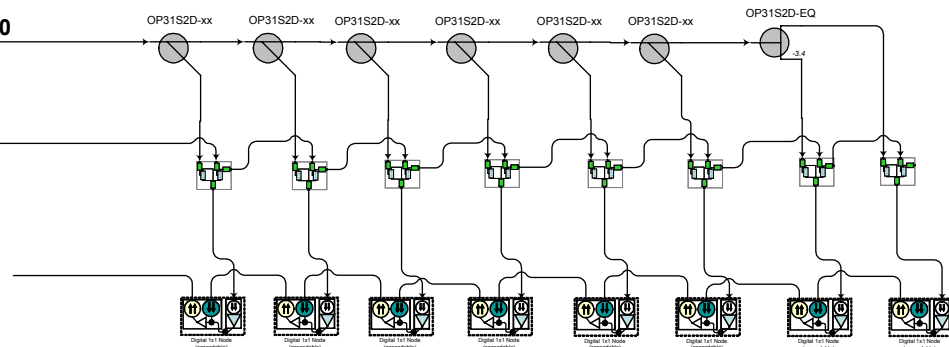 0
OP31S2D-xx
OP31S2D-xx
OP31S2D-xx
OP31S2D-xx
OP31S2D-xx
OP31S2D-xx
OP31S2D-EQ
-3.4
Digital 1x1 Node
Digital 1x1 Node
Digital 1x1 Node
Digital 1x1 Node
Digital 1x1 Node
Digital 1x1 Node
Digital 1x1 Node
Digital 1x1 Node